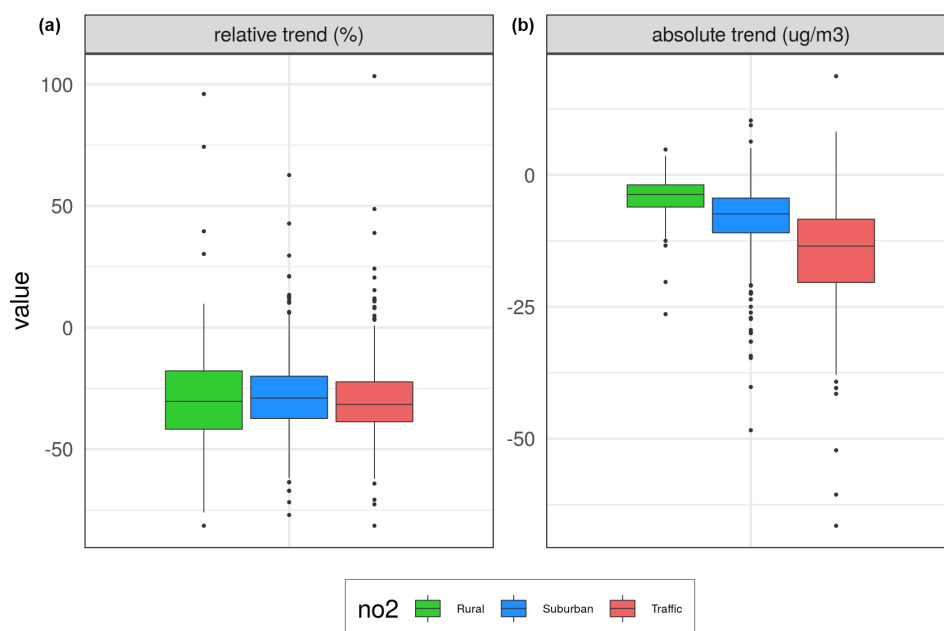 (a)
relative trend (%)
(b)
absolute trend (ug/m3)
value
100
50
0
-50
0
-25
-50
no2 Rural Suburban Traffic